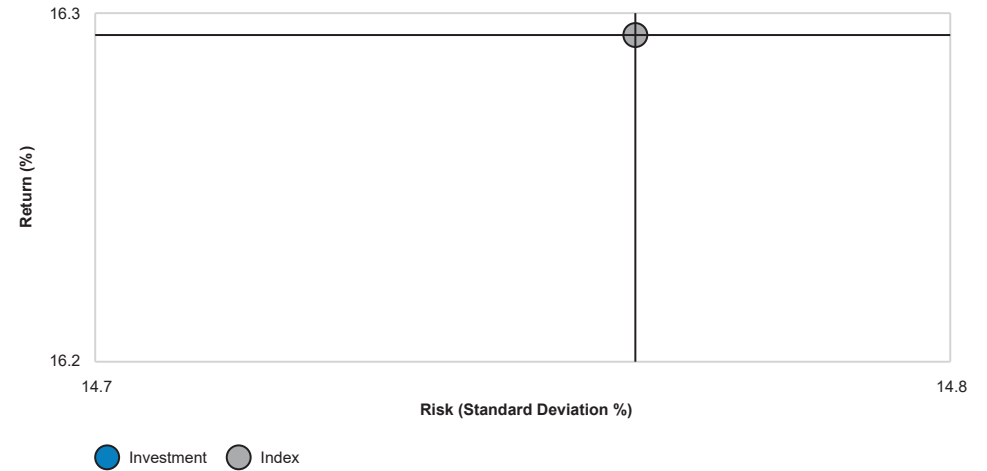 16.3
Return (%)
16.2
14.7 14.8
Risk (Standard Deviation %)
Investment Index